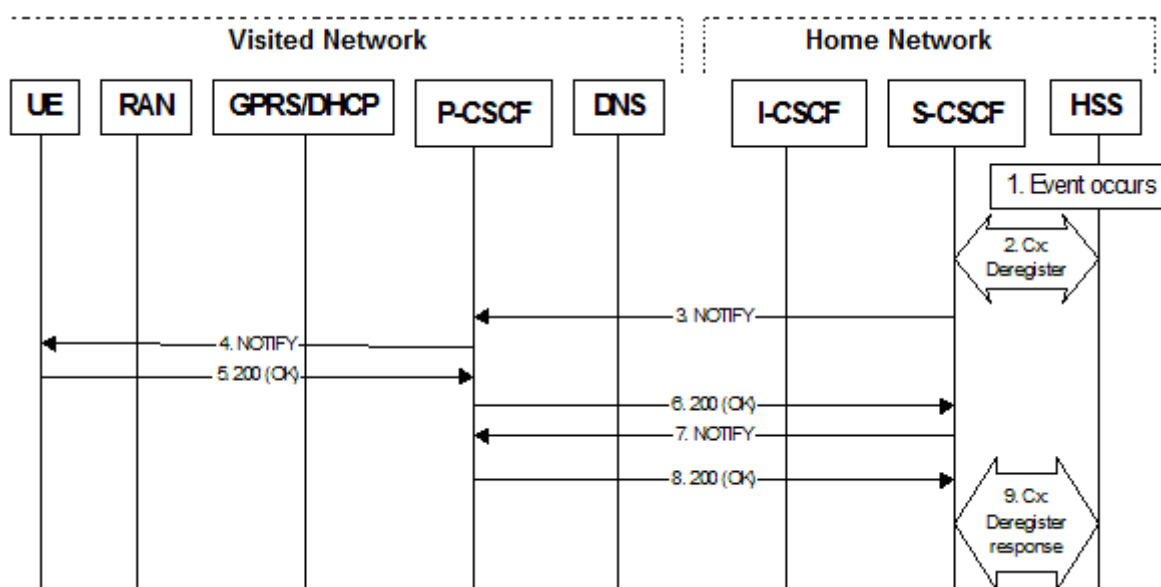 Visited Network
Home Network
UE
RAN
GPRS/DHCP
P-CSCF
DNS
I-CSCF
S-CSCF
HSS
1. Event occurs
2. Cx:
Deregister
3. NOTIFY
4. NOTIFY
5. 200 (OK)
6. 200 (OK)
7. NOTIFY
8. 200 (OK)
9. Cx:
Deregister
response